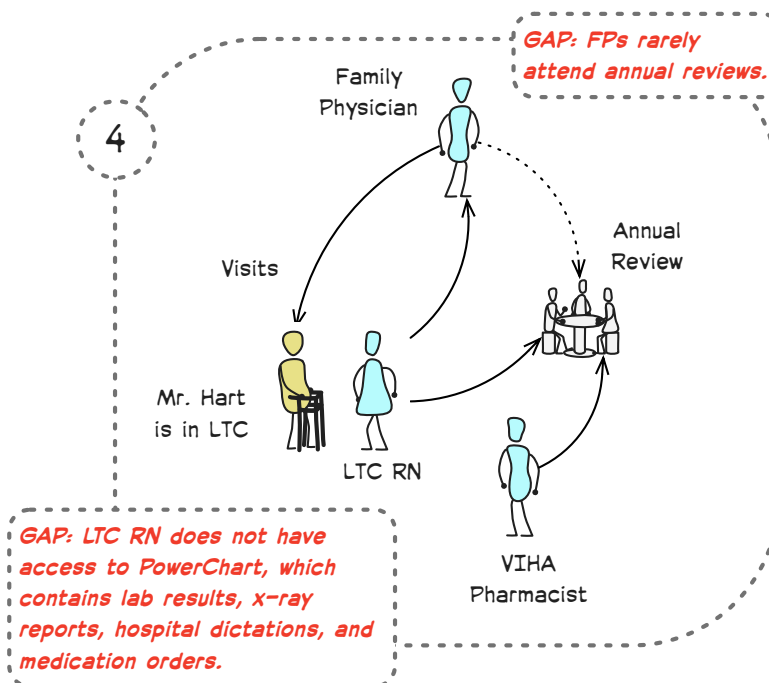 GAP: FPs rarely
attend annual reviews.
Family
Physician
4
Annual
Review
Visits
Mr. Hart
is in LTC
LTC RN
GAP: LTC RN does not have
access to PowerChart, which
contains lab results, x-ray
reports, hospital dictations, and
medication orders.
VIHA
Pharmacist